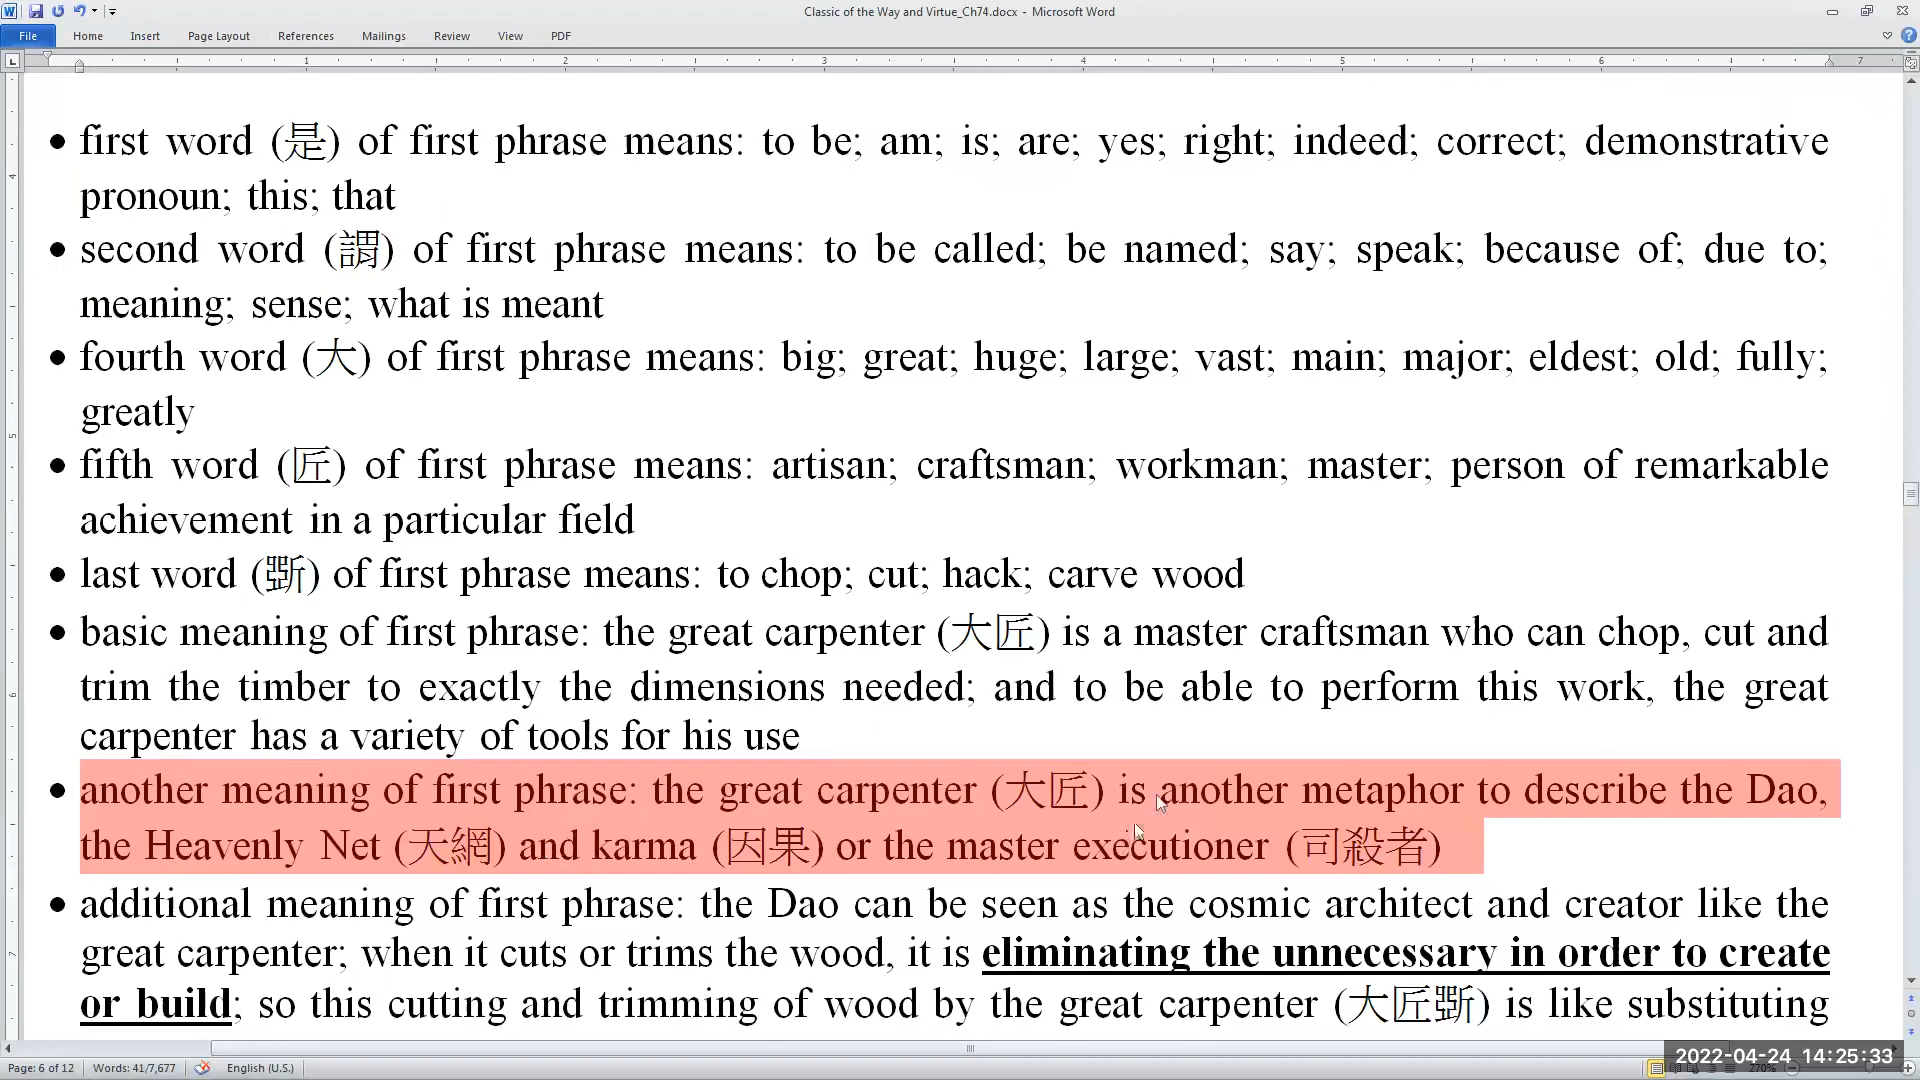 Classic of the Way and Virtue_Ch74.docx - Microsoft Word
File Home Insert Page Layout References Mailings Review View PDF
1 2 3 4 5 6 7
• first word (是) of first phrase means: to be; am; is; are; yes; right; indeed; correct; demonstrative
pronoun; this; that
• second word (謂) of first phrase means: to be called; be named; say; speak; because of; due to;
meaning; sense; what is meant
• fourth word (大) of first phrase means: big; great; huge; large; vast; main; major; eldest; old; fully;
greatly
• fifth word (匠) of first phrase means: artisan; craftsman; workman; master; person of remarkable
achievement in a particular field
• last word (斲) of first phrase means: to chop; cut; hack; carve wood
• basic meaning of first phrase: the great carpenter (大匠) is a master craftsman who can chop, cut and
trim the timber to exactly the dimensions needed; and to be able to perform this work, the great
carpenter has a variety of tools for his use
• another meaning of first phrase: the great carpenter (大匠) is another metaphor to describe the Dao,
the Heavenly Net (天網) and karma (因果) or the master executioner (司殺者)
• additional meaning of first phrase: the Dao can be seen as the cosmic architect and creator like the
great carpenter; when it cuts or trims the wood, it is eliminating the unnecessary in order to create
or build; so this cutting and trimming of wood by the great carpenter (大匠斲) is like substituting
Page: 6 of 12 Words: 41/7,677 English (U.S.) 270%
2022-04-24 14:25:33